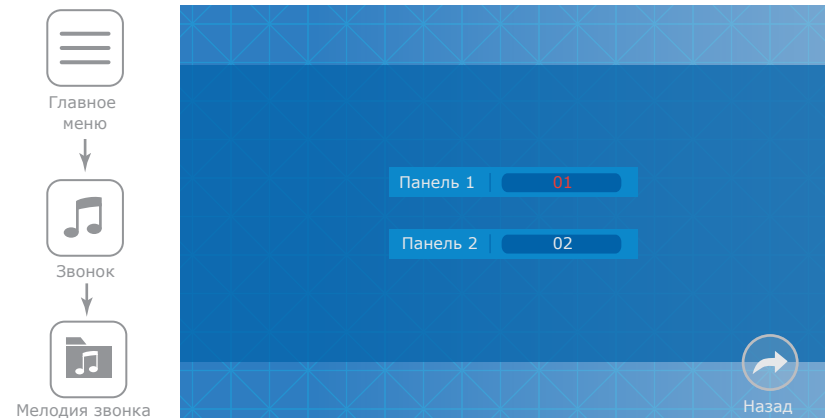 Главное
меню
Звонок
Мелодия звонка
Панель 1 01
Панель 2 02
Назад